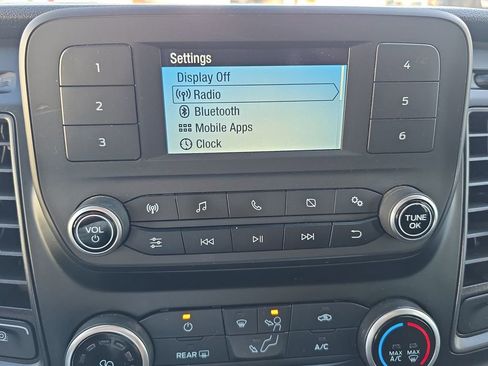 Settings
Display Off
Radio
Bluetooth
Mobile Apps
Clock
1
2
3
4
5
6
VOL
TUNE
OK
REAR
A/C
MAX
A/C
MAX